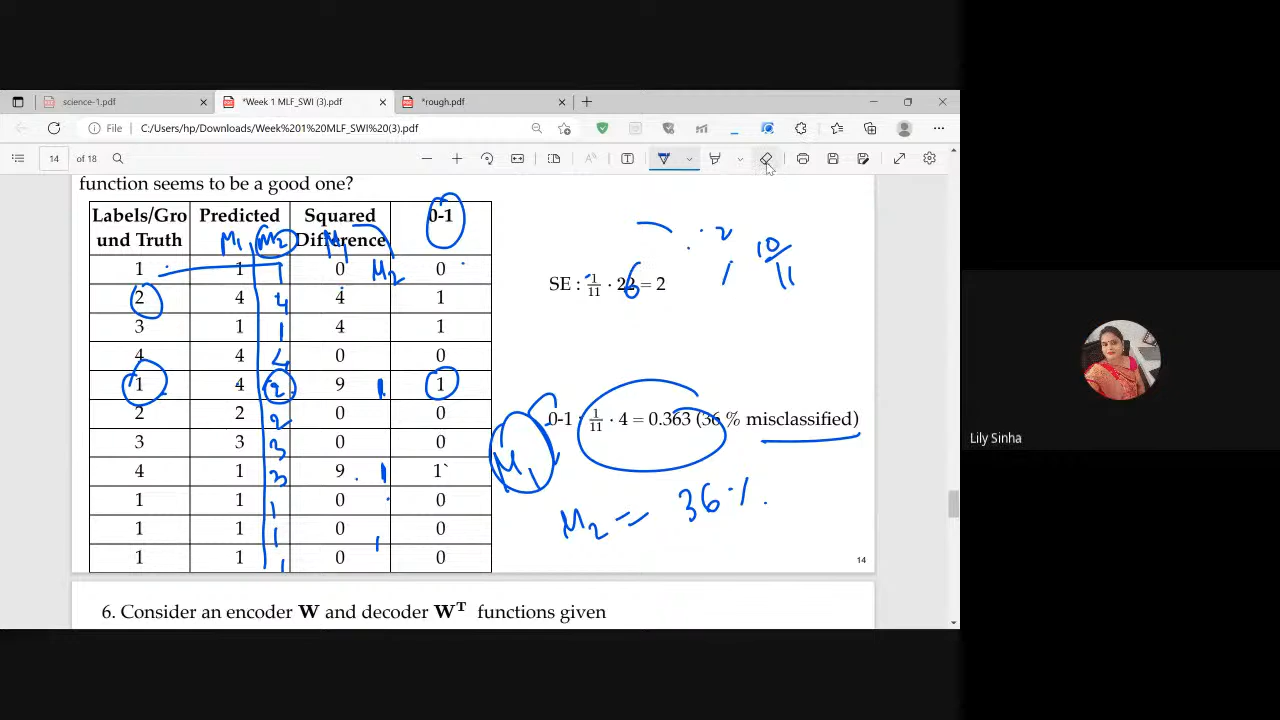 science-1.pdf
*Week 1 MLF_SWI (3).pdf
*rough.pdf
File
C:/Users/hp/Downloads/Week%201%20MLF_SWI%20(3).pdf
14 of 18
function seems to be a good one?
Labels/Ground Truth Predicted Squared Difference 0-1
M1 M2 M1 M2
1 1 1 0 0
2 4 4 4 1
3 1 1 4 1
4 4 4 0 0
1 4 2 9 1 1
2 2 2 0 0
3 3 3 0 0
4 1 3 9 1 1
1 1 1 0 0
1 1 1 0 0
1 1 1 0 0
SE : 1/11 · 22 = 2
6
10/11
0-1 : 1/11 · 4 = 0.363 (36 % misclassified)
M1
M2 = 36 %
14
6. Consider an encoder W and decoder Wᵀ functions given
Lily Sinha